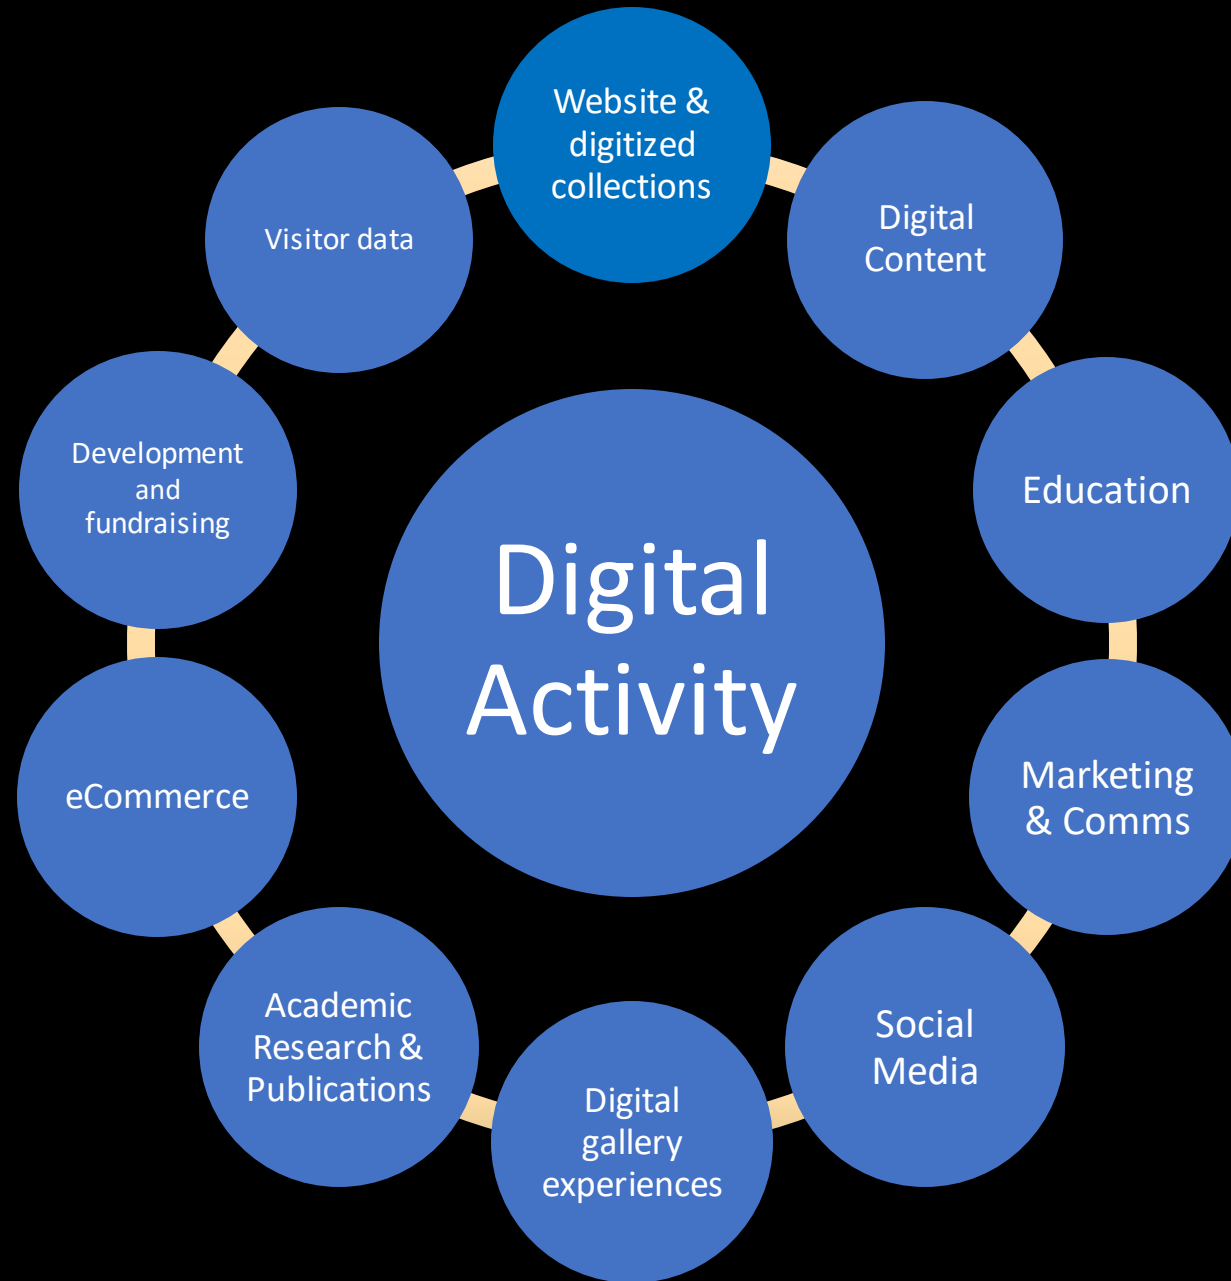 Website &
digitized
collections
Digital
Content
Education
Marketing
& Comms
Social
Media
Digital
gallery
experiences
Academic
Research &
Publications
eCommerce
Development
and
fundraising
Visitor data
Digital
Activity